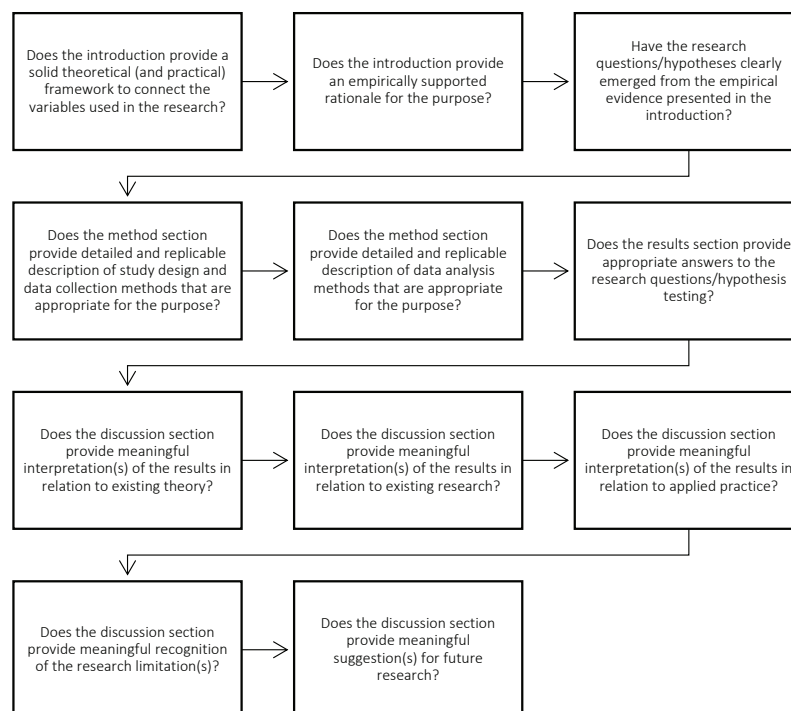 Does the introduction provide a
solid theoretical (and practical)
framework to connect the
variables used in the research?
Does the introduction provide
an empirically supported
rationale for the purpose?
Have the research
questions/hypotheses clearly
emerged from the empirical
evidence presented in the
introduction?
Does the method section
provide detailed and replicable
description of study design and
data collection methods that are
appropriate for the purpose?
Does the method section
provide detailed and replicable
description of data analysis
methods that are appropriate
for the purpose?
Does the results section provide
appropriate answers to the
research questions/hypothesis
testing?
Does the discussion section
provide meaningful
interpretation(s) of the results in
relation to existing theory?
Does the discussion section
provide meaningful
interpretation(s) of the results in
relation to existing research?
Does the discussion section
provide meaningful
interpretation(s) of the results in
relation to applied practice?
Does the discussion section
provide meaningful recognition
of the research limitation(s)?
Does the discussion section
provide meaningful
suggestion(s) for future
research?